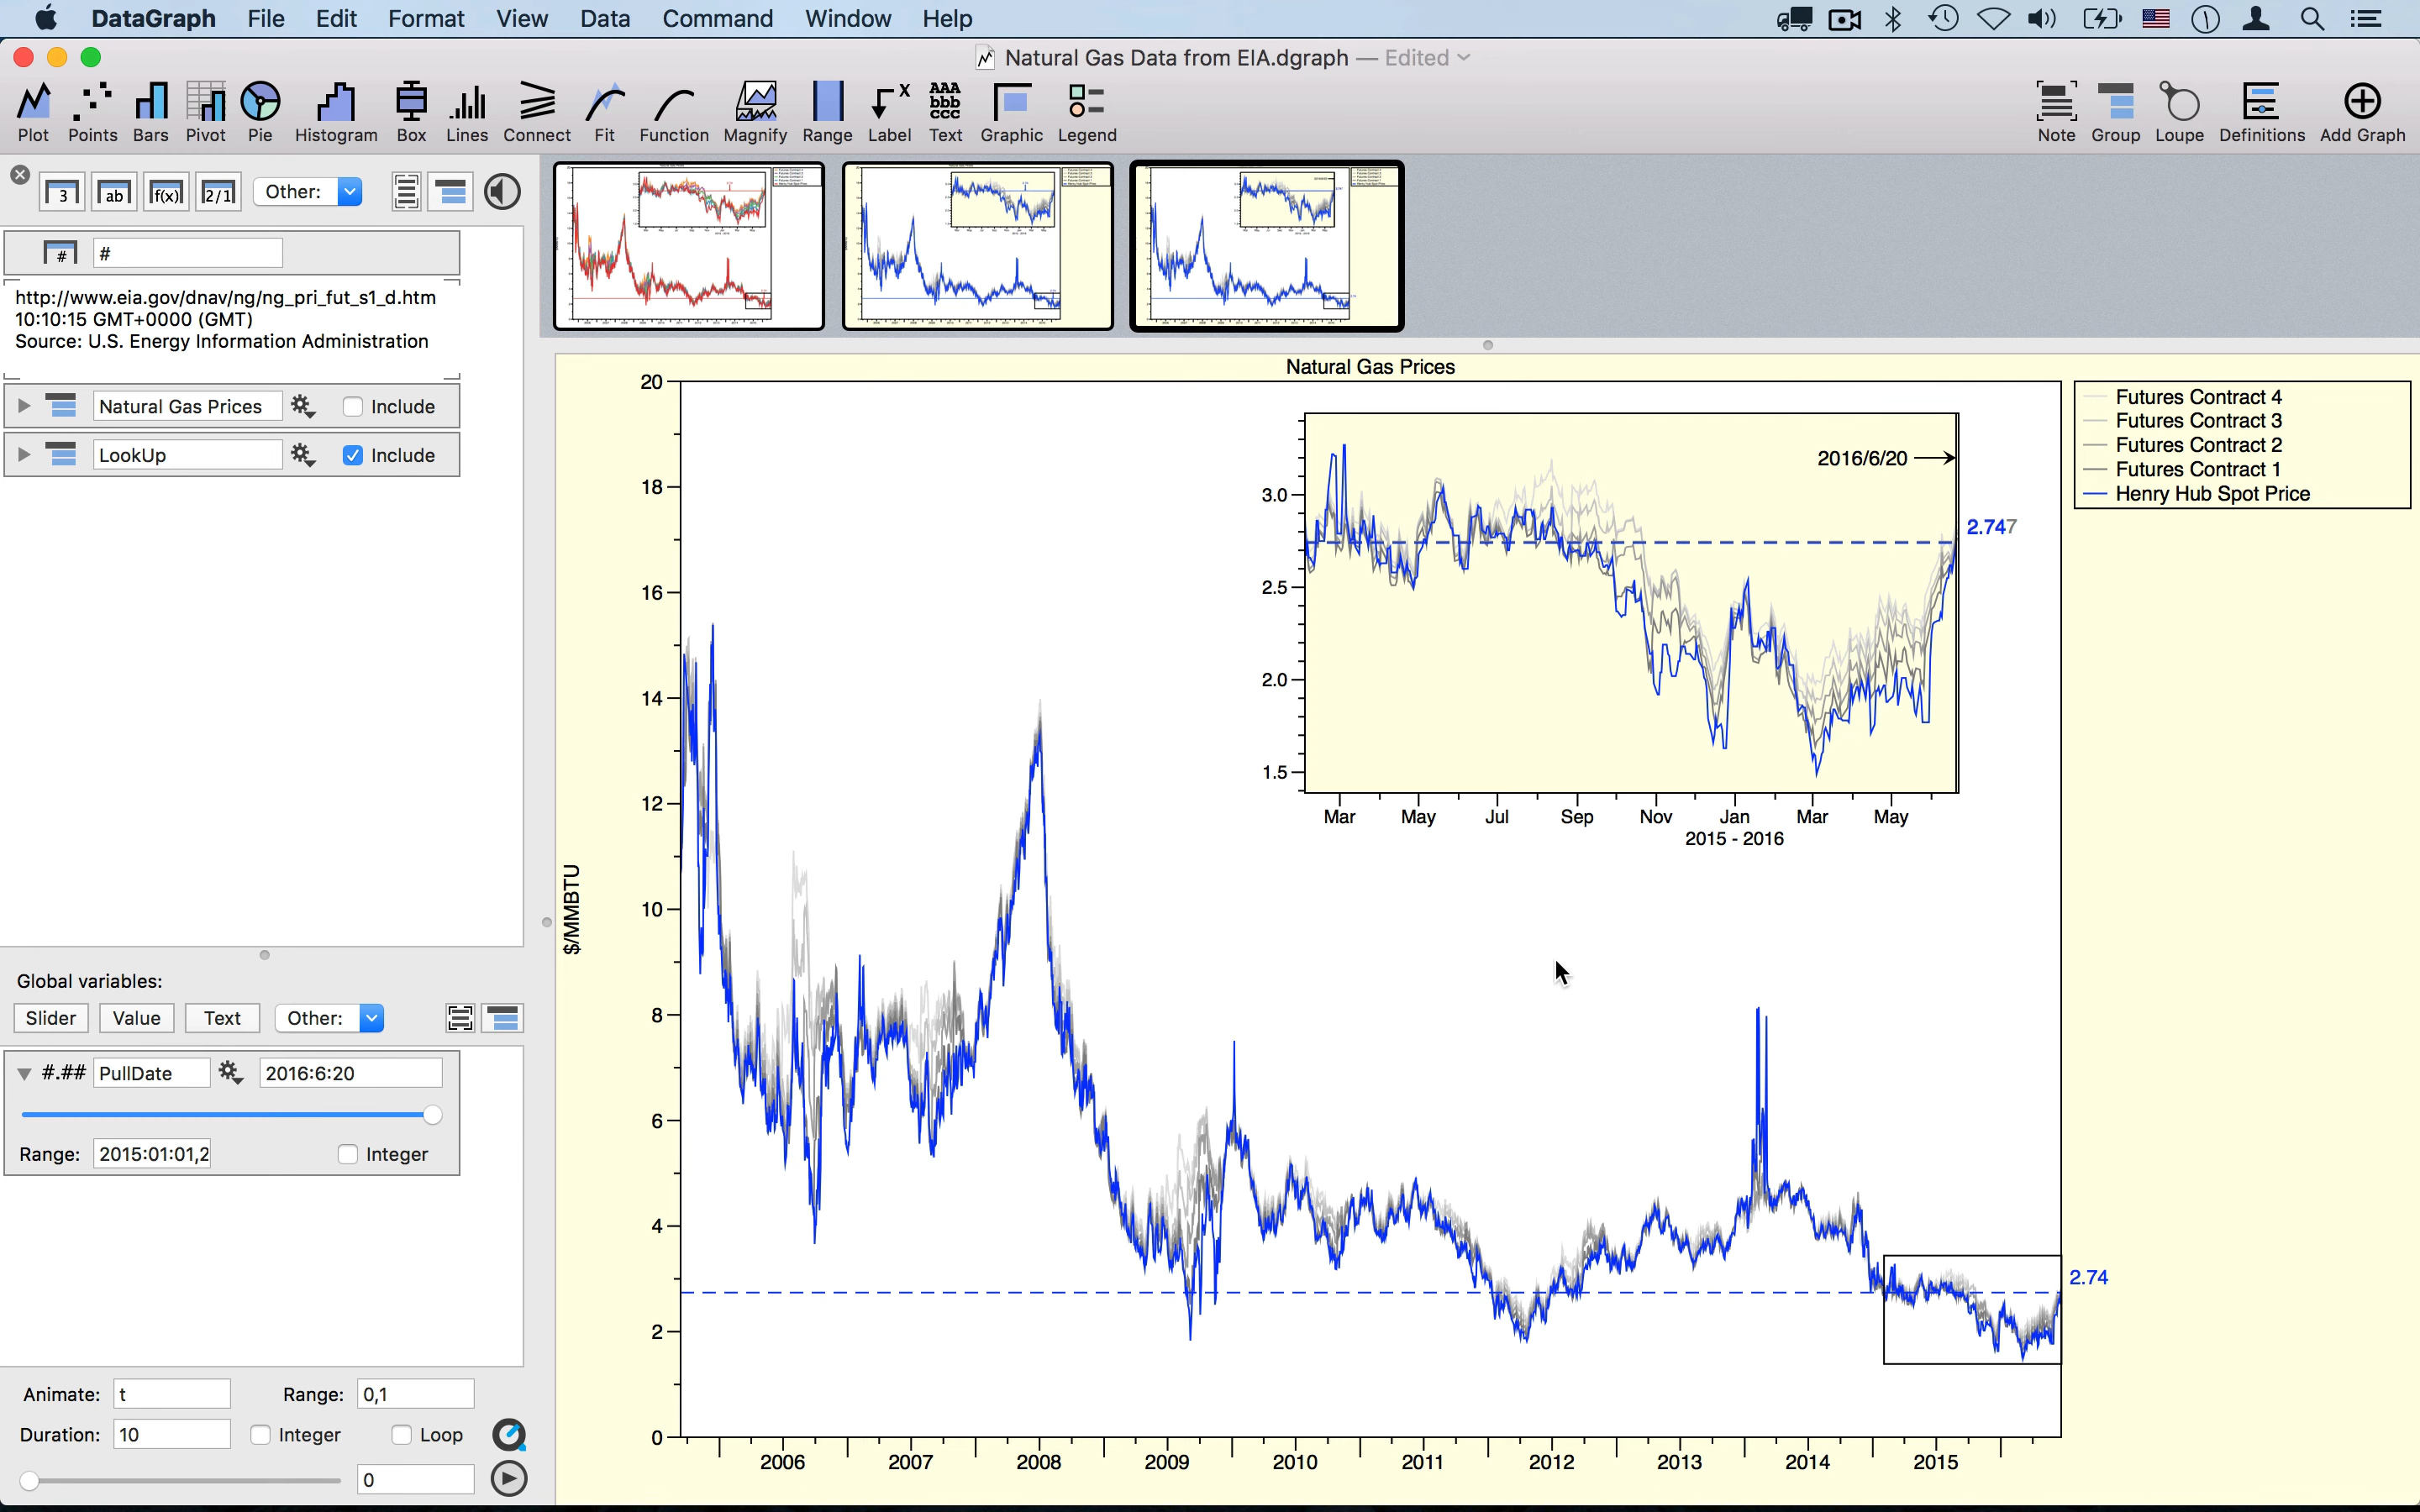 DataGraph File Edit Format View Data Command Window Help
Natural Gas Data from EIA.dgraph — Edited
Plot Points Bars Pivot Pie Histogram Box Lines Connect Fit Function Magnify Range Label Text Graphic Legend
Note Group Loupe Definitions Add Graph
AAA
bbb
ccc
X
3 ab f(x) 2/1 Other:
# #
http://www.eia.gov/dnav/ng/ng_pri_fut_s1_d.htm
10:10:15 GMT+0000 (GMT)
Source: U.S. Energy Information Administration
Natural Gas Prices Include
LookUp Include
Global variables:
Slider Value Text Other:
#.## PullDate 2016:6:20
Range: 2015:01:01,2 Integer
Animate: t Range: 0,1
Duration: 10 Integer Loop
0
Natural Gas Prices
$/MMBTU
20
18
16
14
12
10
8
6
4
2
0
2006 2007 2008 2009 2010 2011 2012 2013 2014 2015
2016/6/20
3.0
2.5
2.0
1.5
Mar May Jul Sep Nov Jan Mar May
2015 - 2016
2.747
2.74
Futures Contract 4
Futures Contract 3
Futures Contract 2
Futures Contract 1
Henry Hub Spot Price